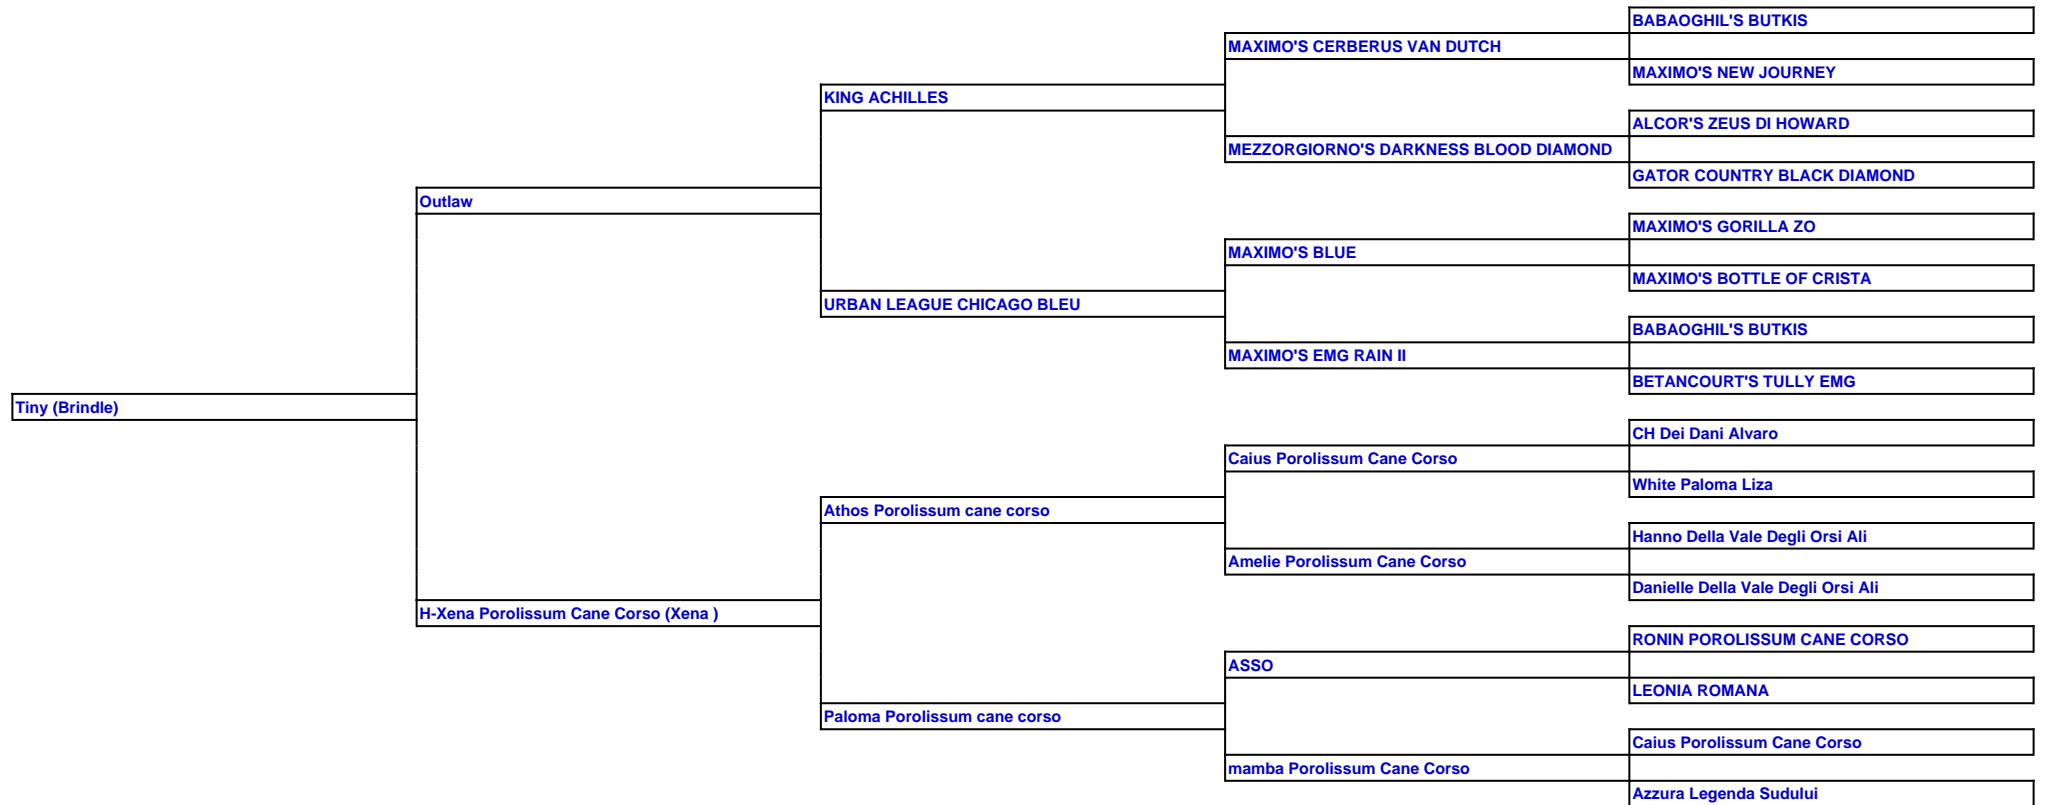 BABAOGHIL'S BUTKIS
MAXIMO'S CERBERUS VAN DUTCH
MAXIMO'S NEW JOURNEY
KING ACHILLES
ALCOR'S ZEUS DI HOWARD
MEZZORGIORNO'S DARKNESS BLOOD DIAMOND
GATOR COUNTRY BLACK DIAMOND
Outlaw
MAXIMO'S GORILLA ZO
MAXIMO'S BLUE
MAXIMO'S BOTTLE OF CRISTA
URBAN LEAGUE CHICAGO BLEU
BABAOGHIL'S BUTKIS
MAXIMO'S EMG RAIN II
BETANCOURT'S TULLY EMG
Tiny (Brindle)
CH Dei Dani Alvaro
Caius Porolissum Cane Corso
White Paloma Liza
Athos Porolissum cane corso
Hanno Della Vale Degli Orsi Ali
Amelie Porolissum Cane Corso
Danielle Della Vale Degli Orsi Ali
H-Xena Porolissum Cane Corso (Xena )
RONIN POROLISSUM CANE CORSO
ASSO
LEONIA ROMANA
Paloma Porolissum cane corso
Caius Porolissum Cane Corso
mamba Porolissum Cane Corso
Azzura Legenda Sudului